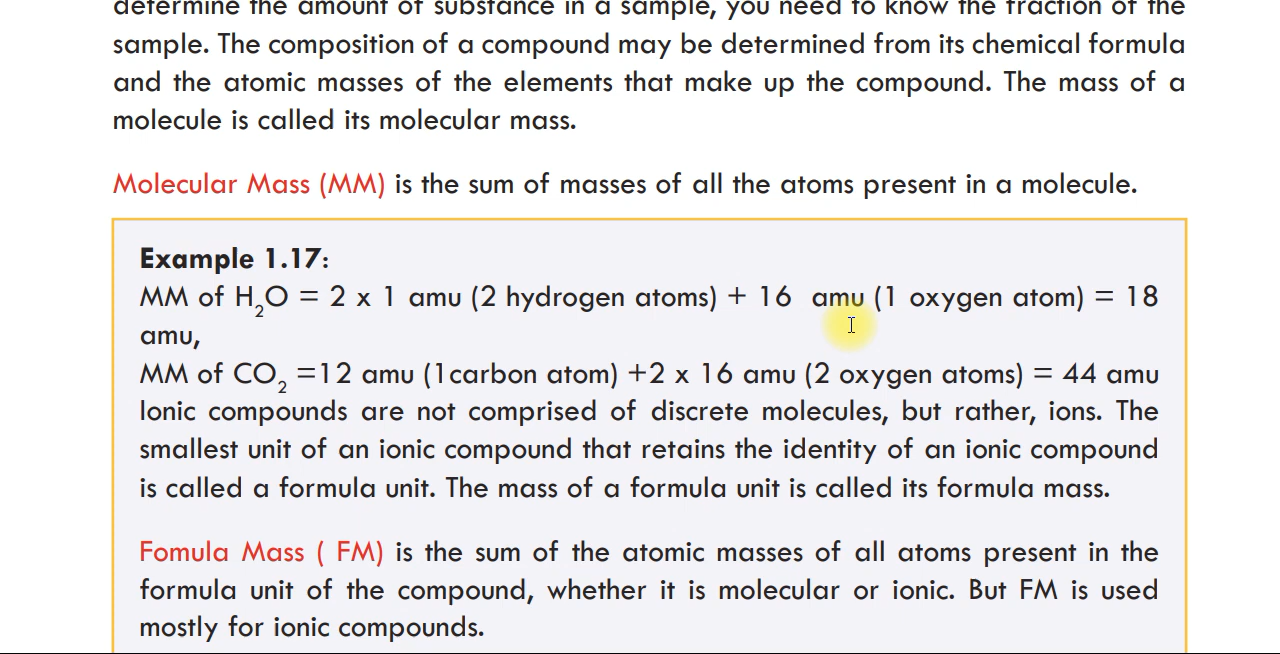 determine the amount of substance in a sample, you need to know the fraction of the
sample. The composition of a compound may be determined from its chemical formula
and the atomic masses of the elements that make up the compound. The mass of a
molecule is called its molecular mass.
Molecular Mass (MM) is the sum of masses of all the atoms present in a molecule.
Example 1.17:
MM of H₂O = 2 x 1 amu (2 hydrogen atoms) + 16 amu (1 oxygen atom) = 18
amu,
MM of CO₂ =12 amu (1carbon atom) +2 x 16 amu (2 oxygen atoms) = 44 amu
Ionic compounds are not comprised of discrete molecules, but rather, ions. The
smallest unit of an ionic compound that retains the identity of an ionic compound
is called a formula unit. The mass of a formula unit is called its formula mass.
Fomula Mass ( FM) is the sum of the atomic masses of all atoms present in the
formula unit of the compound, whether it is molecular or ionic. But FM is used
mostly for ionic compounds.